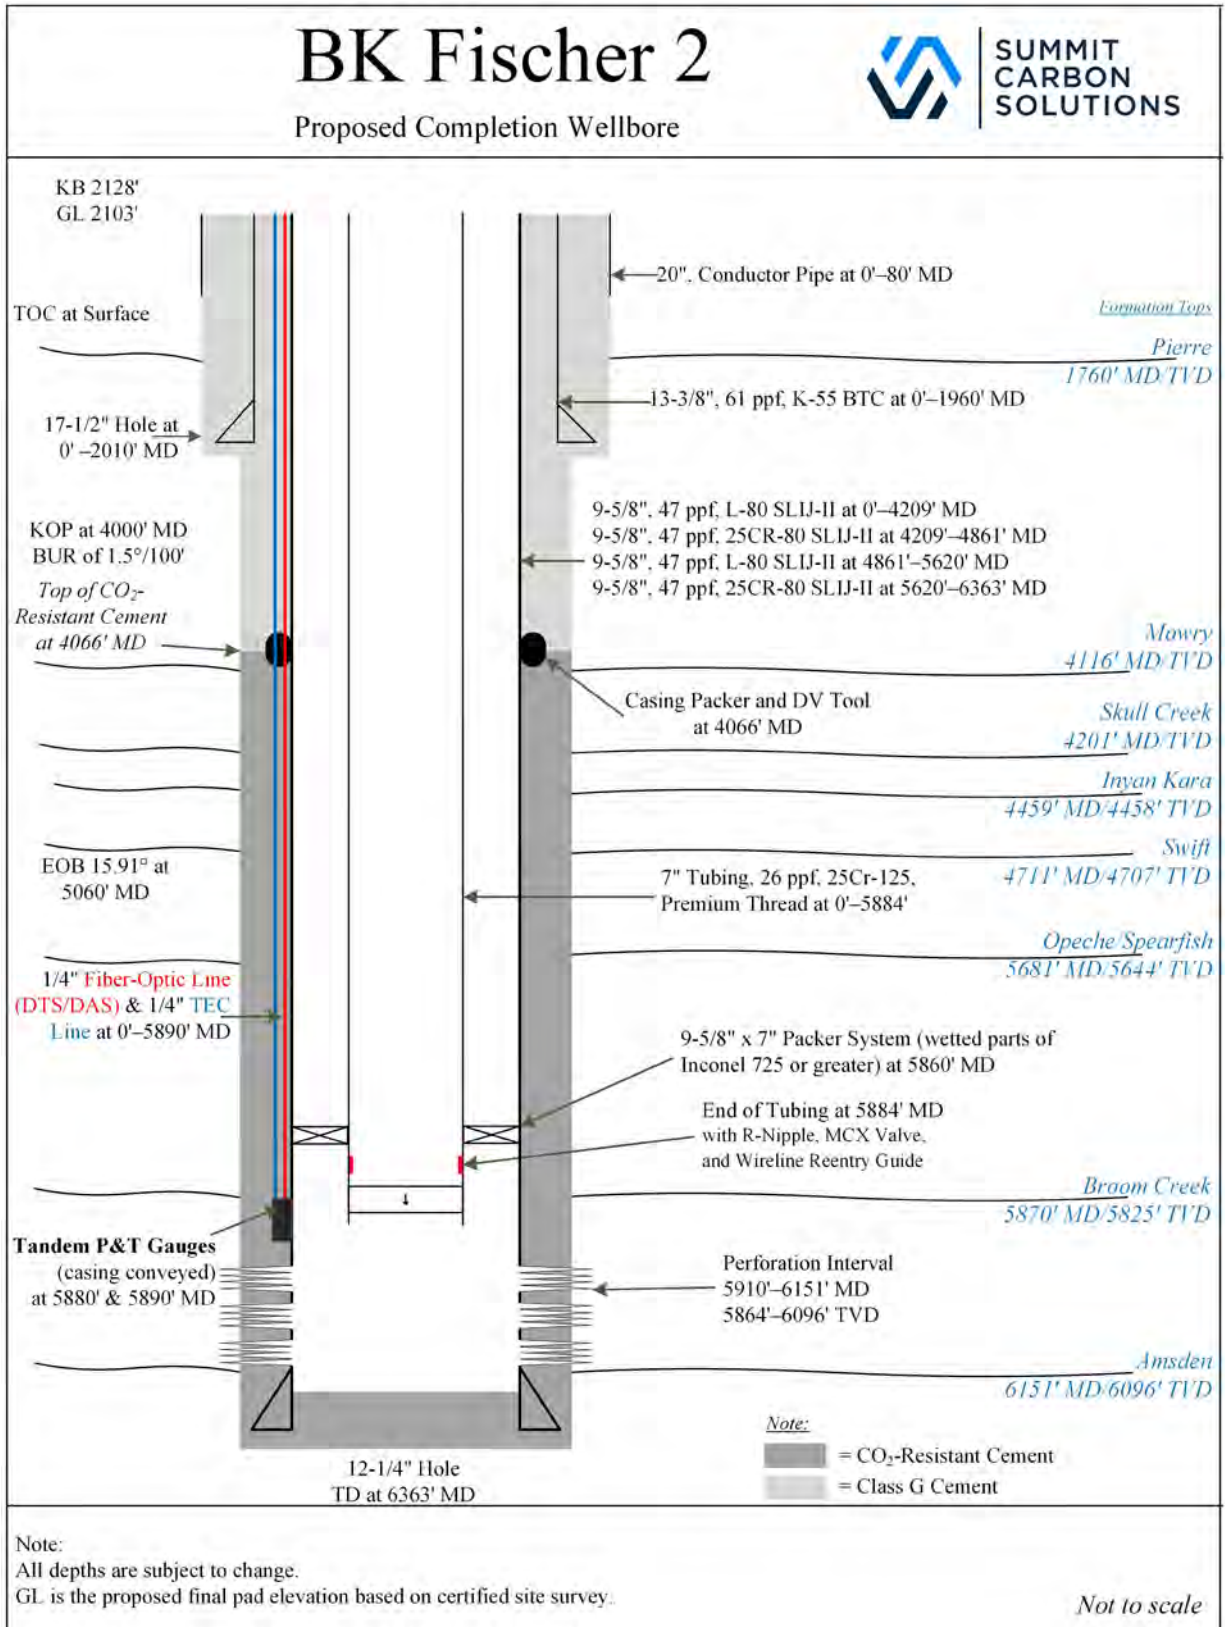 BK Fischer 2
Proposed Completion Wellbore
SUMMIT
CARBON
SOLUTIONS
KB 2128'
GL 2103'
20", Conductor Pipe at 0'–80' MD
TOC at Surface
Formation Tops
Pierre
1760' MD/TVD
13-3/8", 61 ppf, K-55 BTC at 0'–1960' MD
17-1/2" Hole at
0' –2010' MD
9-5/8", 47 ppf, L-80 SLIJ-II at 0'–4209' MD
9-5/8", 47 ppf, 25CR-80 SLIJ-II at 4209'–4861' MD
9-5/8", 47 ppf, L-80 SLIJ-II at 4861'–5620' MD
9-5/8", 47 ppf, 25CR-80 SLIJ-II at 5620'–6363' MD
KOP at 4000' MD
BUR of 1.5°/100'
Top of CO₂-
Resistant Cement
at 4066' MD
Mowry
4116' MD/TVD
Casing Packer and DV Tool
at 4066' MD
Skull Creek
4201' MD/TVD
Inyan Kara
4459' MD/4458' TVD
Swift
4711' MD/4707' TVD
EOB 15.91° at
5060' MD
7" Tubing, 26 ppf, 25Cr-125,
Premium Thread at 0'–5884'
Opeche/Spearfish
5681' MD/5644' TVD
1/4" Fiber-Optic Line
(DTS/DAS) & 1/4" TEC
Line at 0'–5890' MD
9-5/8" x 7" Packer System (wetted parts of
Inconel 725 or greater) at 5860' MD
End of Tubing at 5884' MD
with R-Nipple, MCX Valve,
and Wireline Reentry Guide
Broom Creek
5870' MD/5825' TVD
Tandem P&T Gauges
(casing conveyed)
at 5880' & 5890' MD
Perforation Interval
5910'–6151' MD
5864'–6096' TVD
Amsden
6151' MD/6096' TVD
Note:
= CO₂-Resistant Cement
= Class G Cement
12-1/4" Hole
TD at 6363' MD
Note:
All depths are subject to change.
GL is the proposed final pad elevation based on certified site survey.
Not to scale